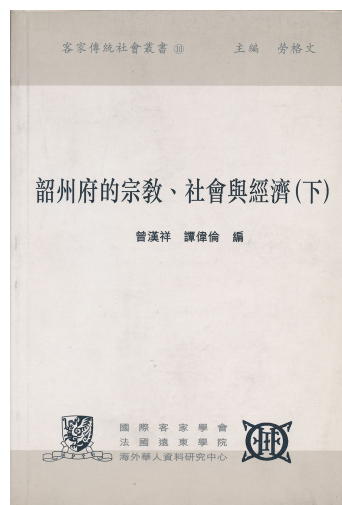 客家傳統社會叢書⑩ 主編 勞格文
韶州府的宗教、社會與經濟(下)
曾漢祥 譚偉倫 編
國際客家學會
法國遠東學院
海外華人資料研究中心